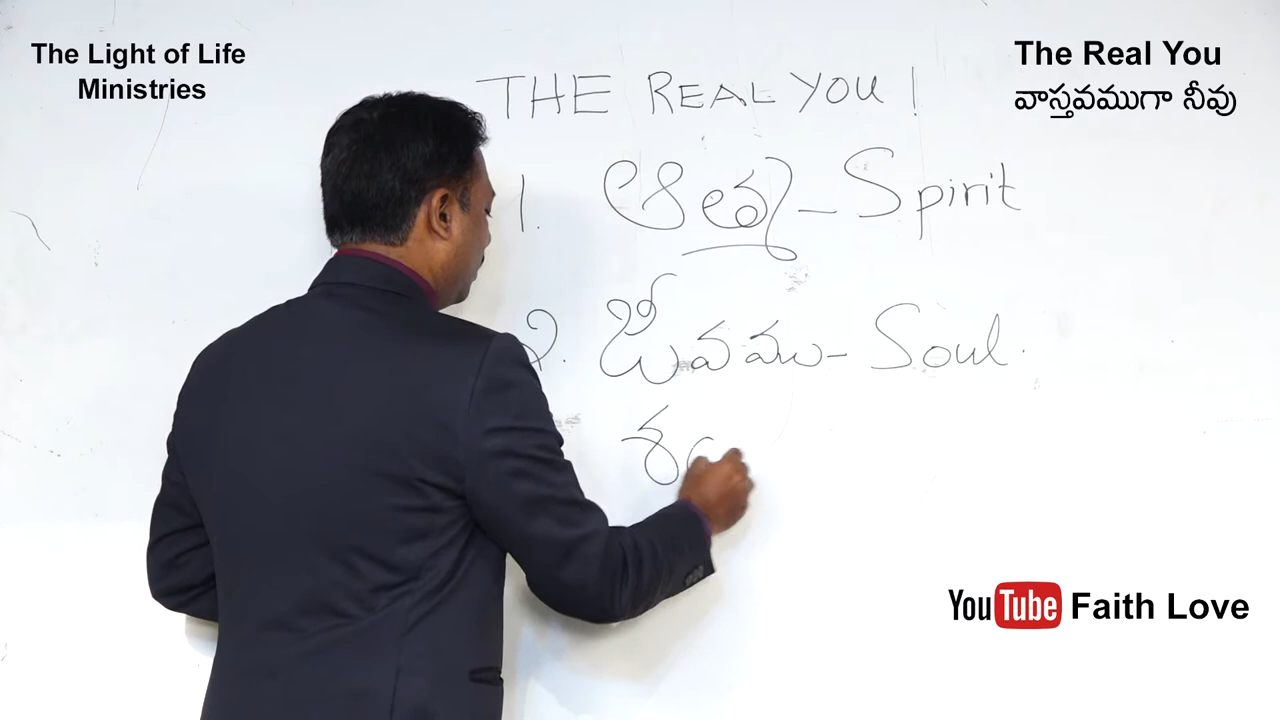 The Light of Life
Ministries
The Real You
వాస్తవముగా నీవు
THE REAL YOU!
1. ఆత్మ - Spirit
2. జీవము - Soul.
శ
YouTube Faith Love